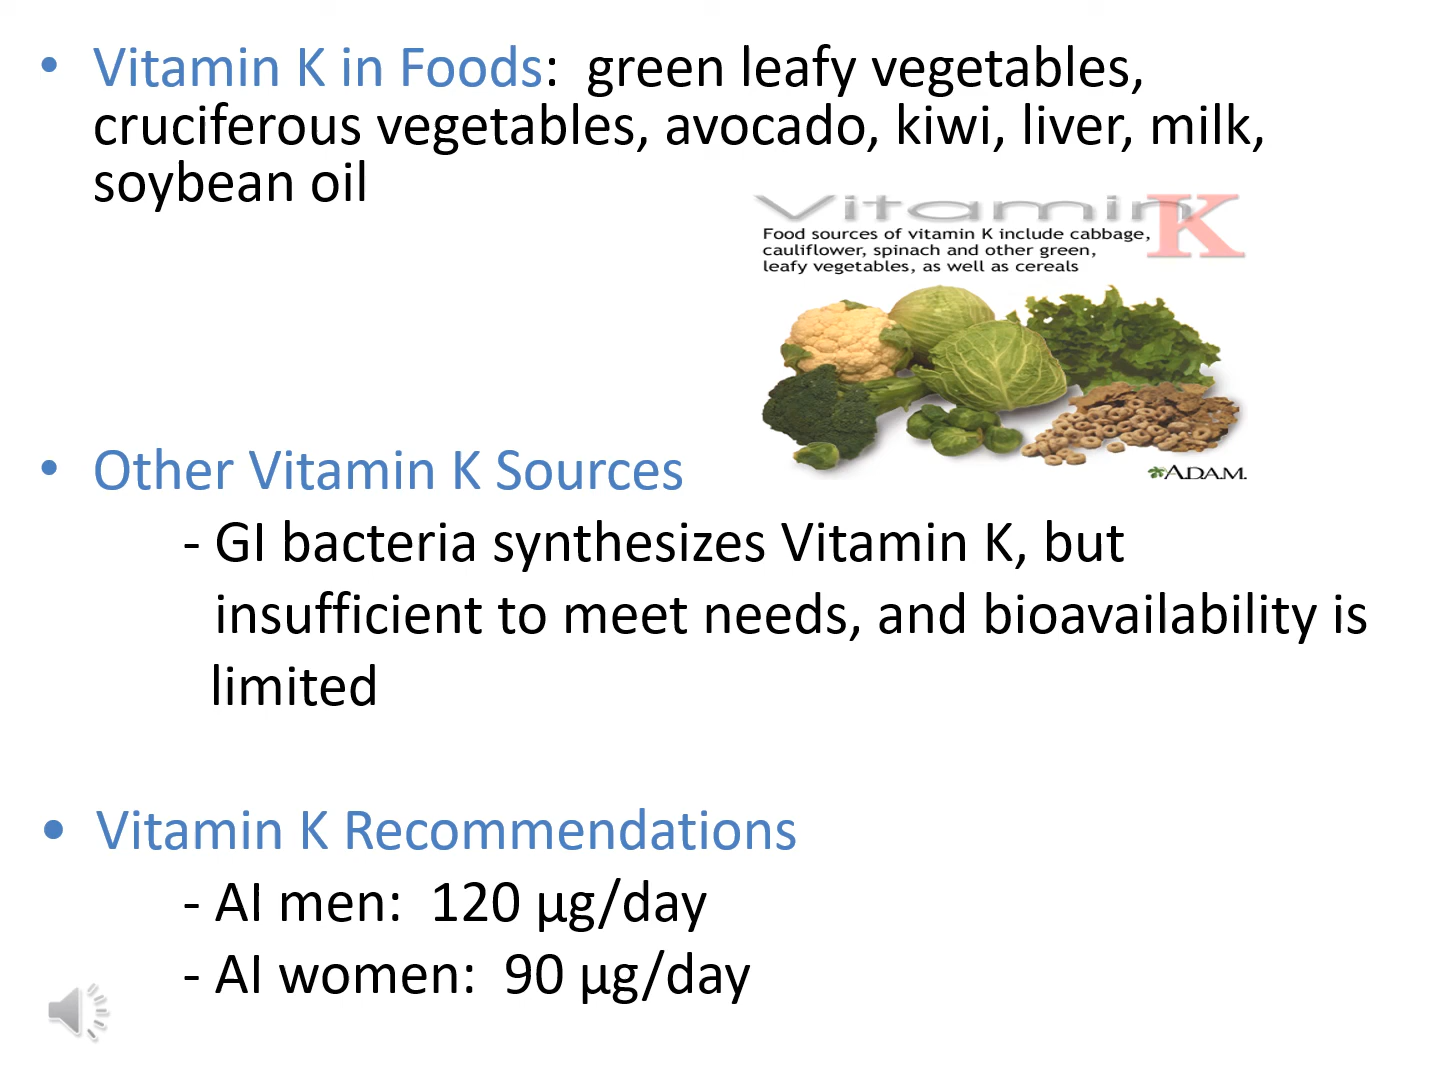 • Vitamin K in Foods:  green leafy vegetables,
cruciferous vegetables, avocado, kiwi, liver, milk,
soybean oil
Vitamin K
Food sources of vitamin K include cabbage,
cauliflower, spinach and other green,
leafy vegetables, as well as cereals
ADAM.
• Other Vitamin K Sources
- GI bacteria synthesizes Vitamin K, but
insufficient to meet needs, and bioavailability is
limited
• Vitamin K Recommendations
- AI men:  120 µg/day
- AI women:  90 µg/day